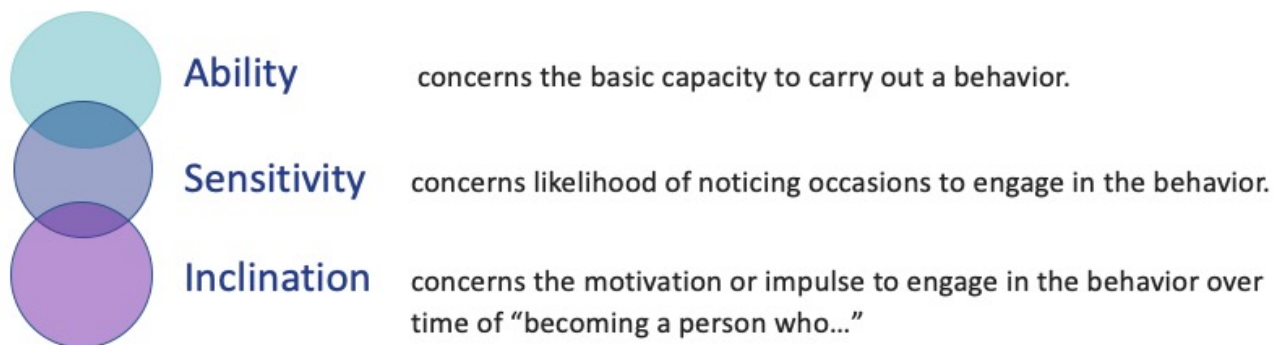 Ability concerns the basic capacity to carry out a behavior.
Sensitivity concerns likelihood of noticing occasions to engage in the behavior.
Inclination concerns the motivation or impulse to engage in the behavior over
time of “becoming a person who…”